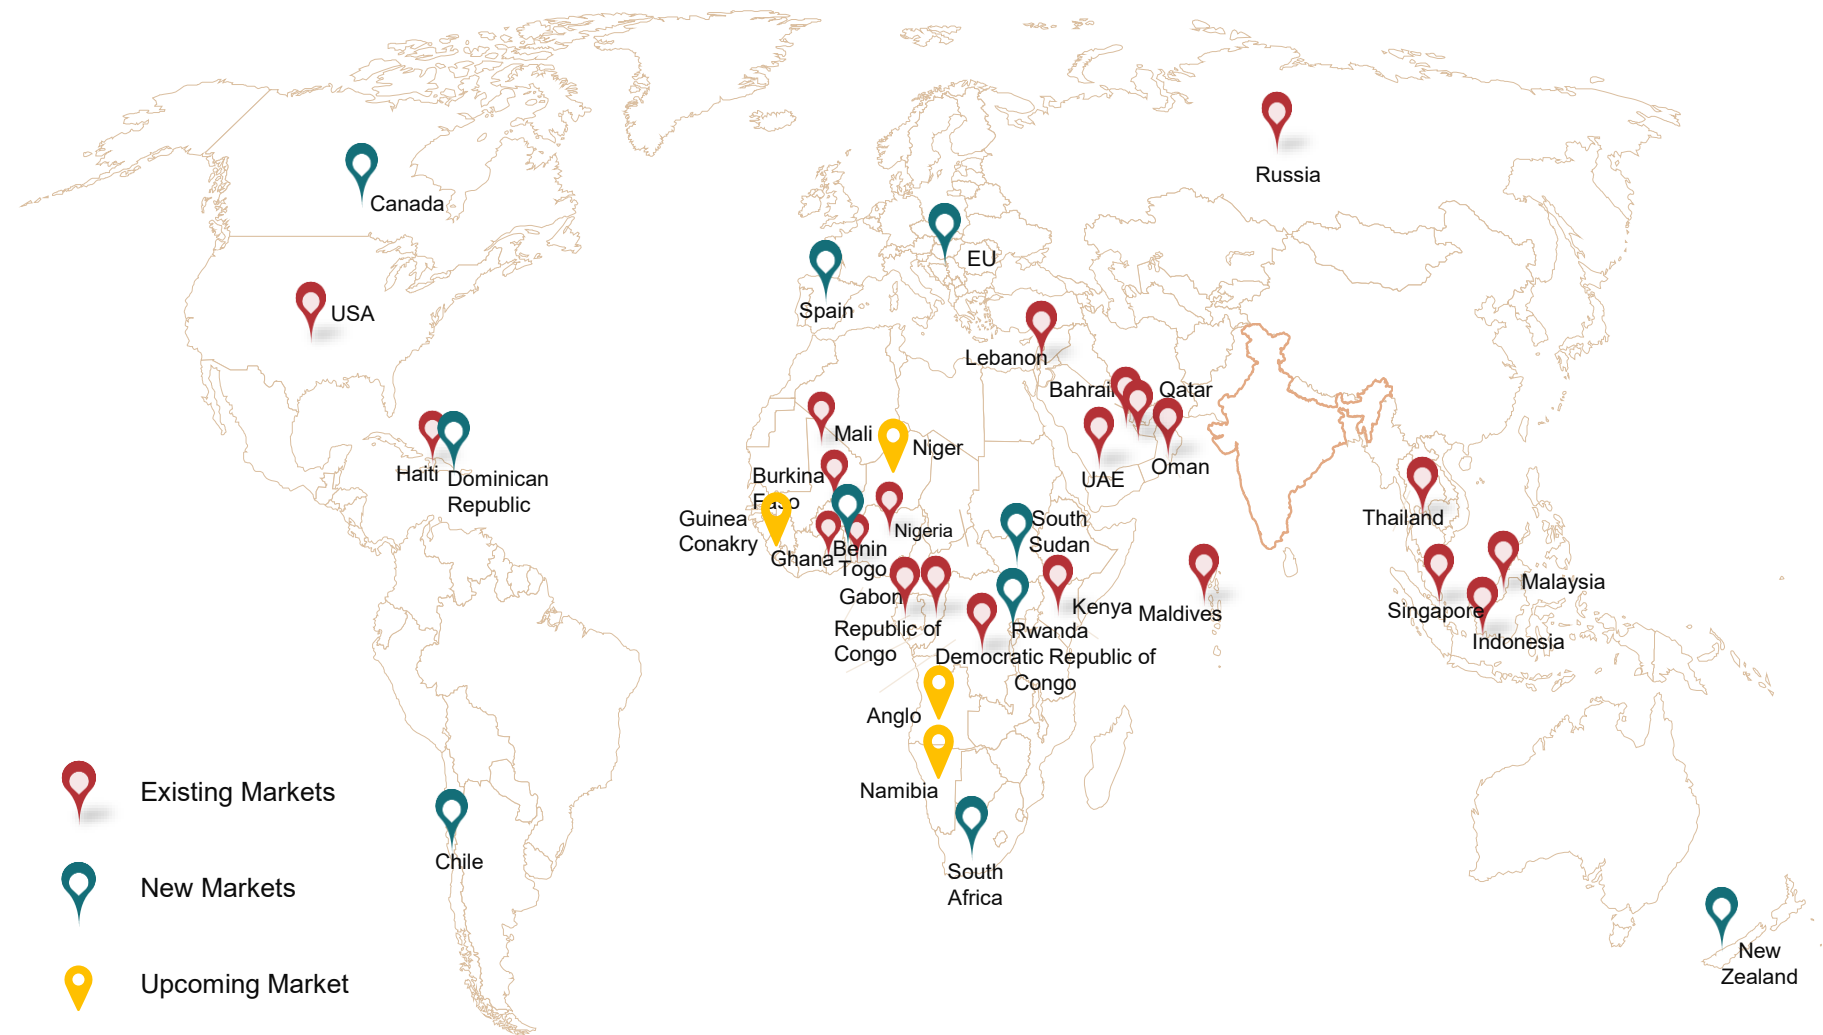 Russia
Canada
EU
Spain
USA
Lebanon
Bahrain
Qatar
Mali
Niger
Oman
Haiti
Dominican
Republic
Burkina
Faso
UAE
Guinea
Conakry
Nigeria
South
Sudan
Thailand
Ghana
Benin
Togo
Gabon
Kenya
Maldives
Malaysia
Singapore
Indonesia
Republic of
Congo
Rwanda
Democratic Republic of
Congo
Anglo
Namibia
Existing Markets
Chile
South
Africa
New Markets
New
Zealand
Upcoming Market